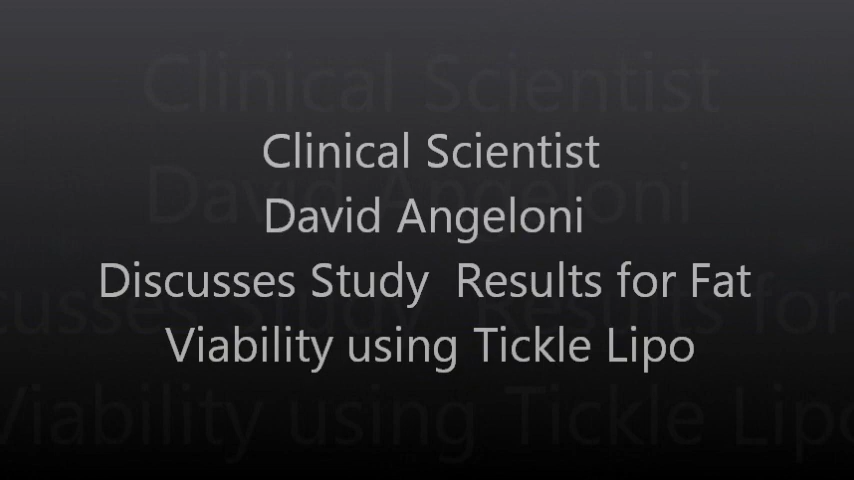 Clinical Scientist
David Angeloni
Discusses Study  Results for Fat
Viability using Tickle Lipo